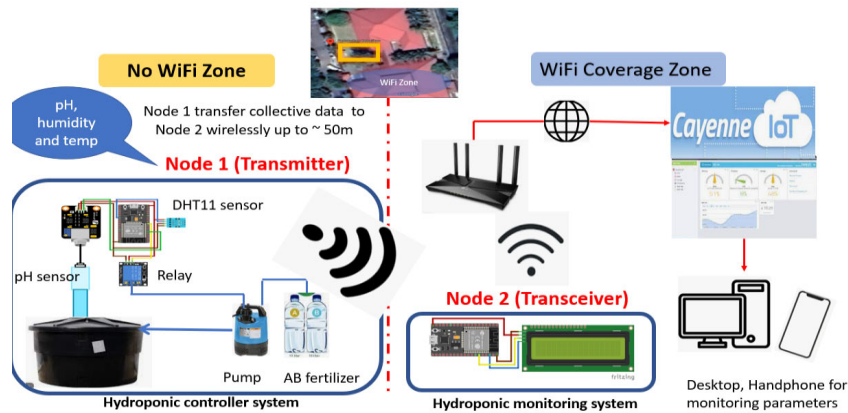 No WiFi Zone
WiFi Zone
WiFi Coverage Zone
pH,
humidity
and temp
Node 1 transfer collective data to
Node 2 wirelessly up to ~ 50m
Node 1 (Transmitter)
DHT11 sensor
pH sensor
Relay
Pump
AB fertilizer
Hydroponic controller system
Cayenne IoT
Node 2 (Transceiver)
fritzing
Hydroponic monitoring system
Desktop, Handphone for
monitoring parameters